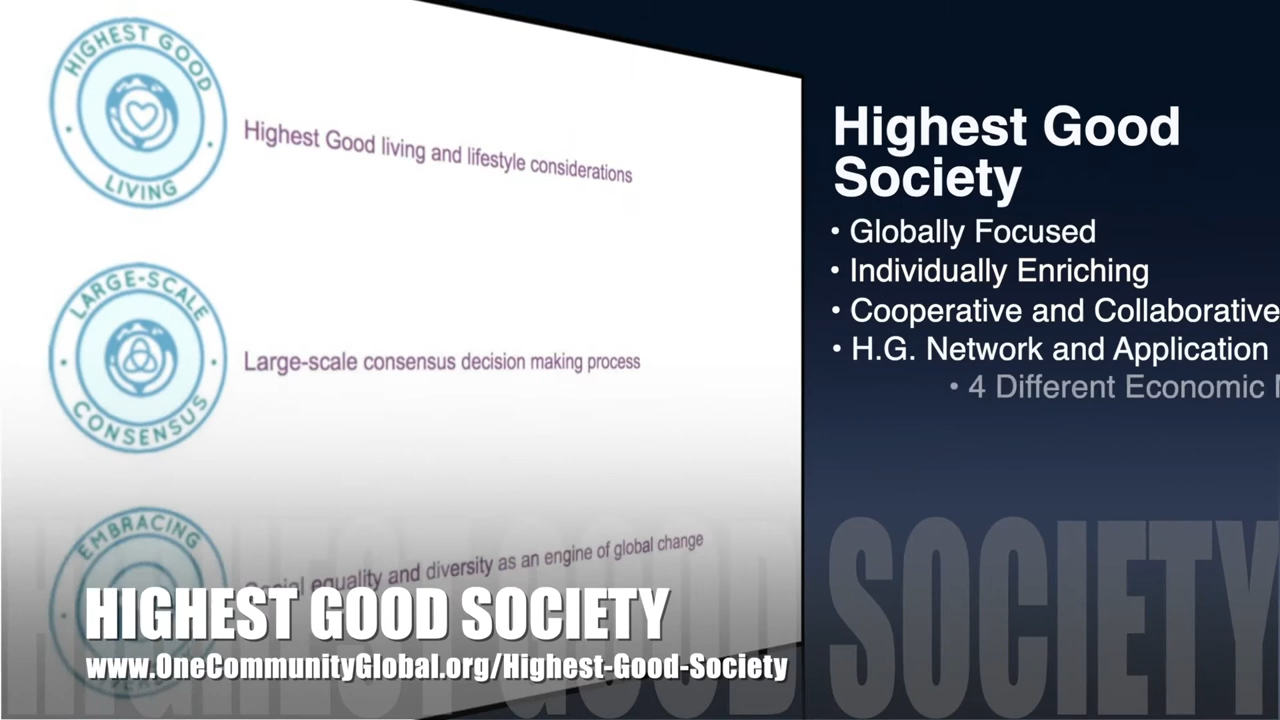 HIGHEST GOOD
LIVING
Highest Good living and lifestyle considerations
LARGE-SCALE
CONSENSUS
Large-scale consensus decision making process
EMBRACING
equality and diversity as an engine of global change
Highest Good
Society
• Globally Focused
• Individually Enriching
• Cooperative and Collaborative
• H.G. Network and Application
• 4 Different Economic
HIGHEST GOOD SOCIETY
HIGHEST GOOD SOCIETY
www.OneCommunityGlobal.org/Highest-Good-Society